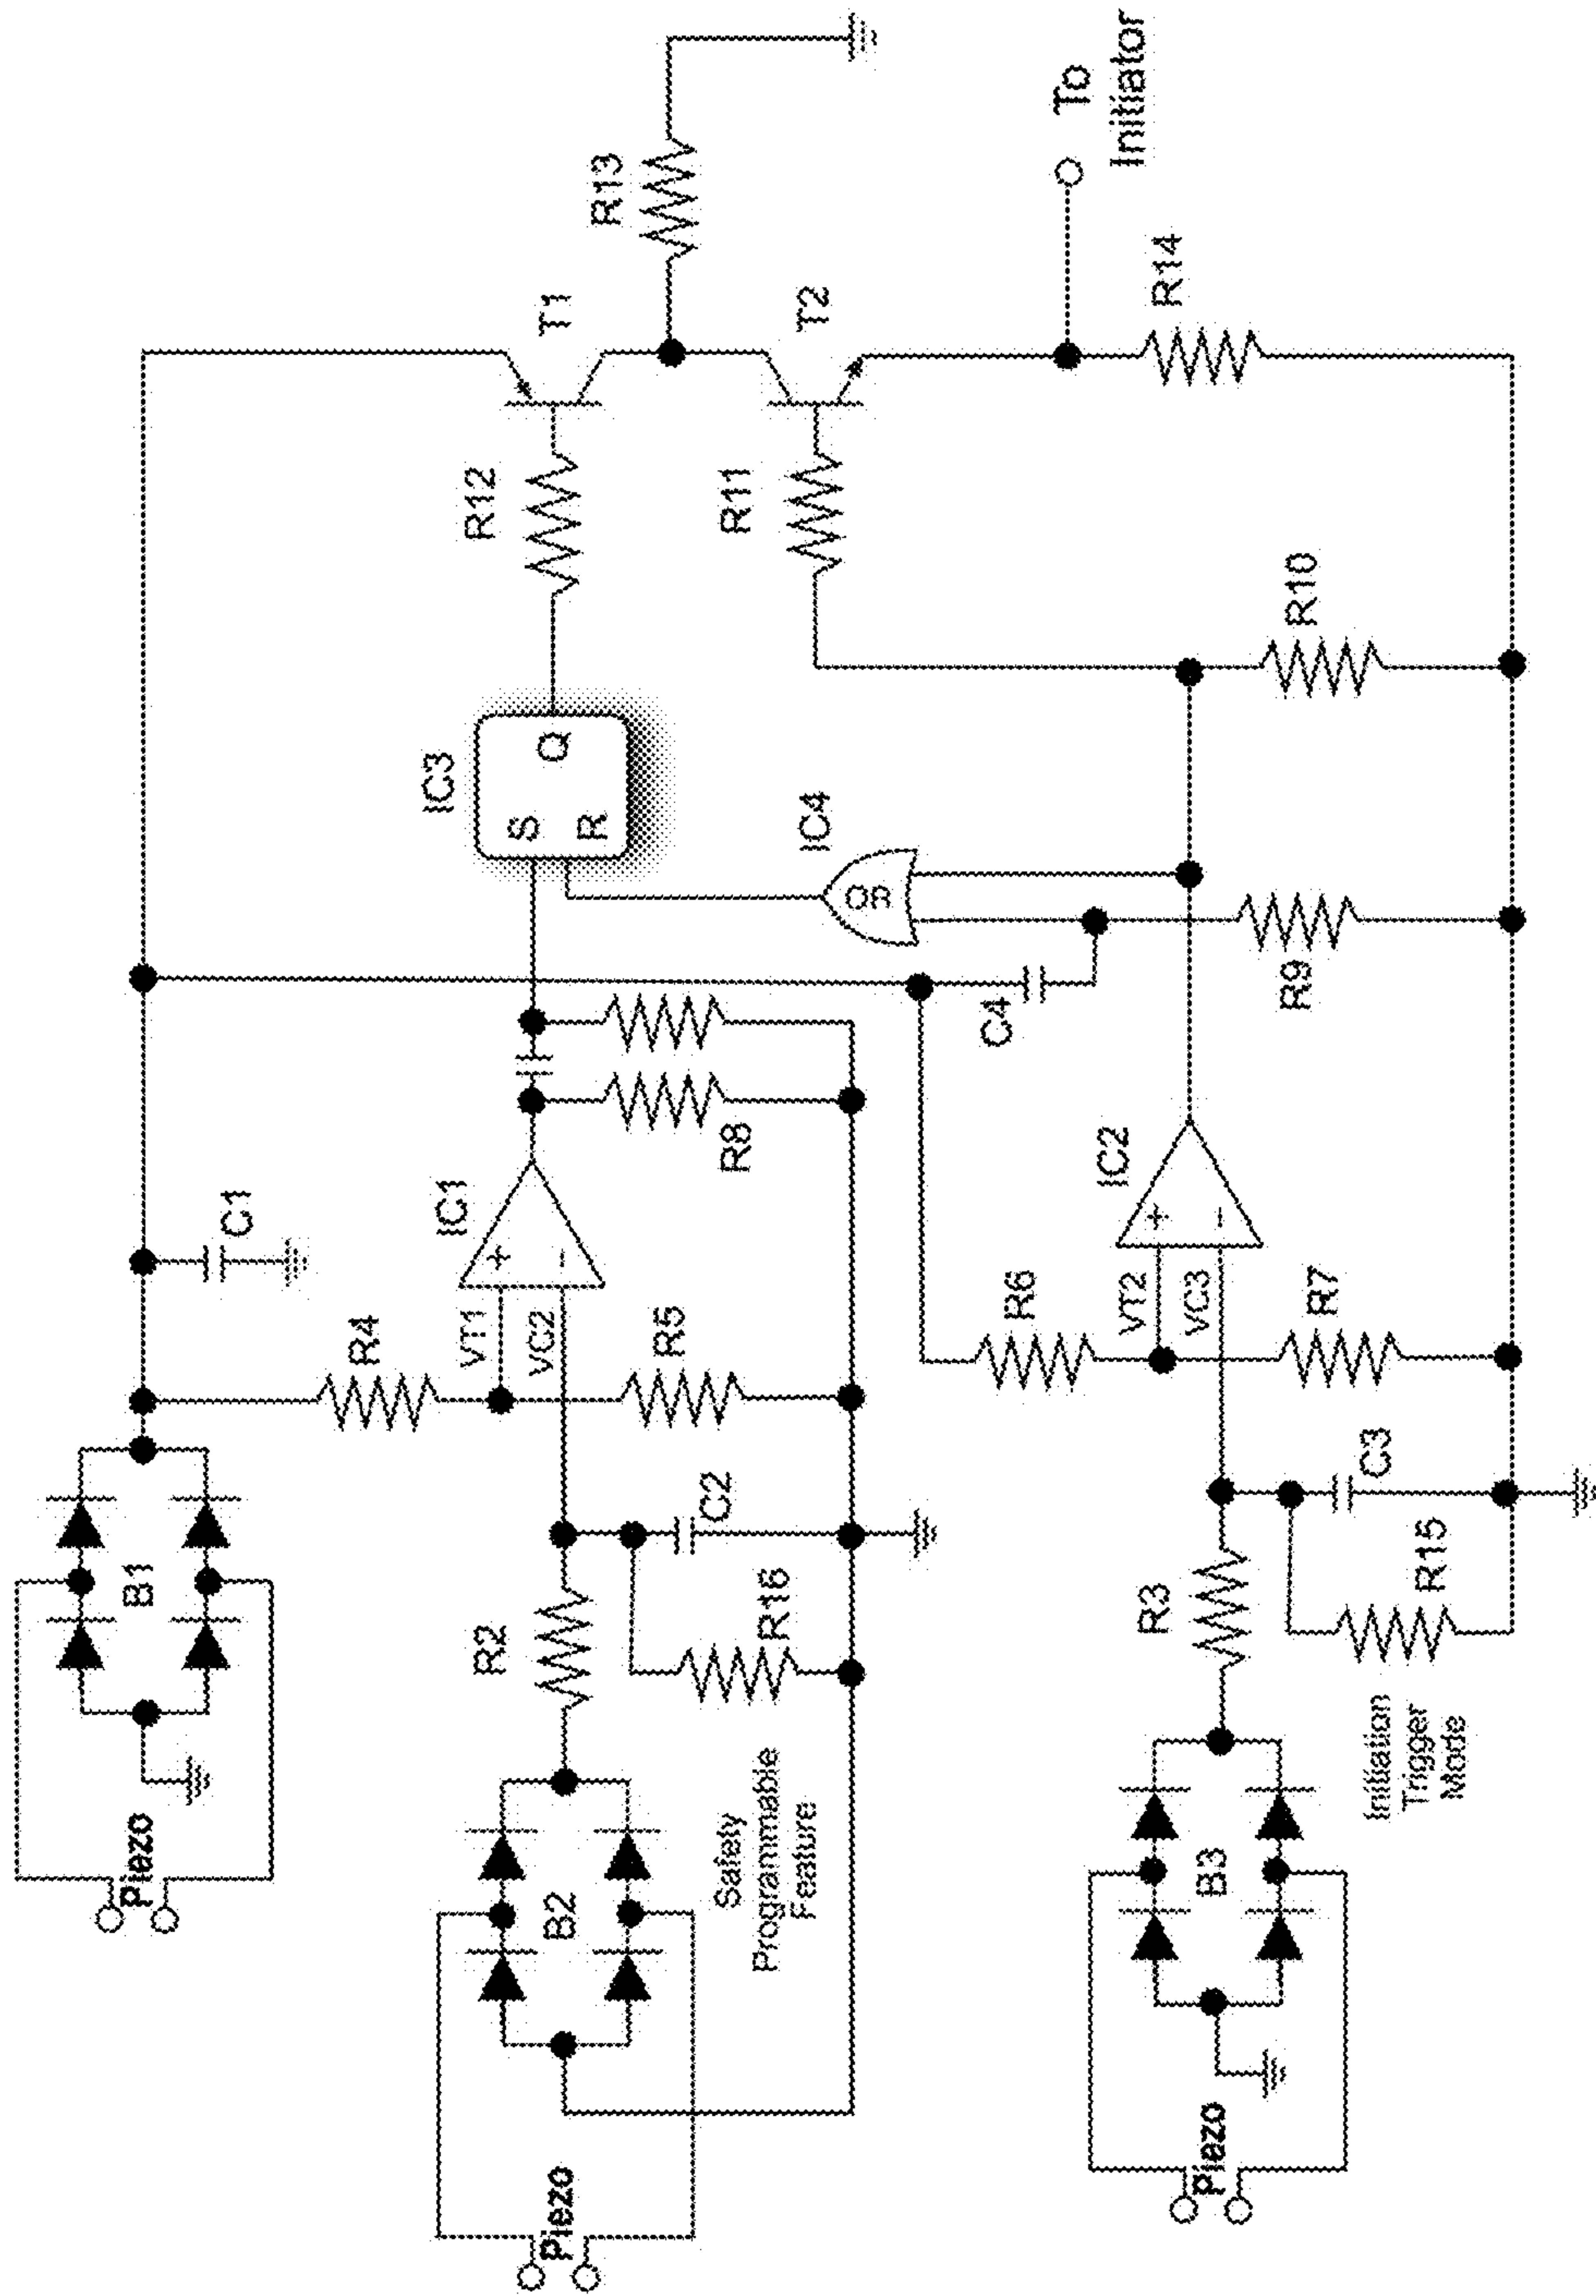 Piezo
B1
C1
R4
VT1
VC2
R5
IC1
+
−
R8
IC3
S
R
Q
R12
T1
R13
Piezo
B2
R2
R16
C2
Safety
Programmable
Feature
IC4
OR
C4
R9
R11
T2
To
Initiator
R14
R10
R6
VT2
VC3
R7
IC2
+
−
Piezo
B3
R3
R15
C3
Initiation
Trigger
Mode